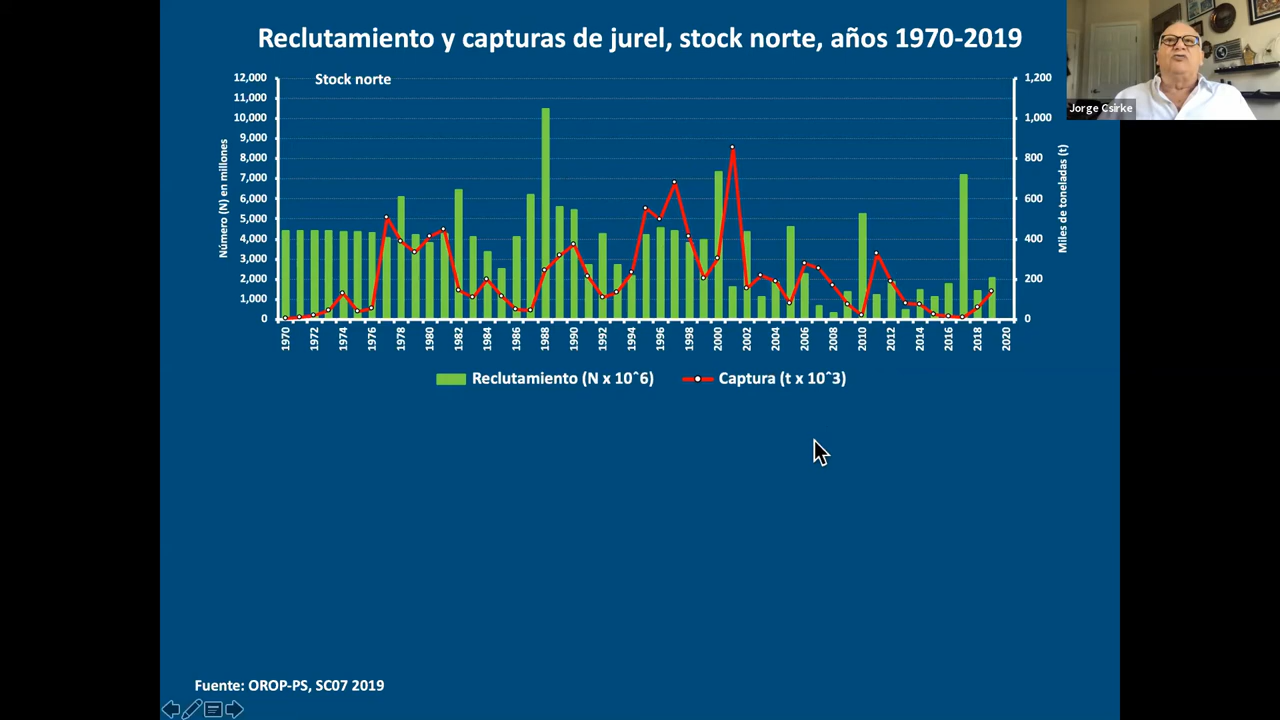 Reclutamiento y capturas de jurel, stock norte, años 1970-2019
Jorge Csirke
Stock norte
Número (N) en millones
12,000
11,000
10,000
9,000
8,000
7,000
6,000
5,000
4,000
3,000
2,000
1,000
0
1,200
1,000
800
600
400
200
0
Miles de toneladas (t)
1970 1972 1974 1976 1978 1980 1982 1984 1986 1988 1990 1992 1994 1996 1998 2000 2002 2004 2006 2008 2010 2012 2014 2016 2018 2020
Reclutamiento (N x 10^6) Captura (t x 10^3)
Fuente: OROP-PS, SC07 2019